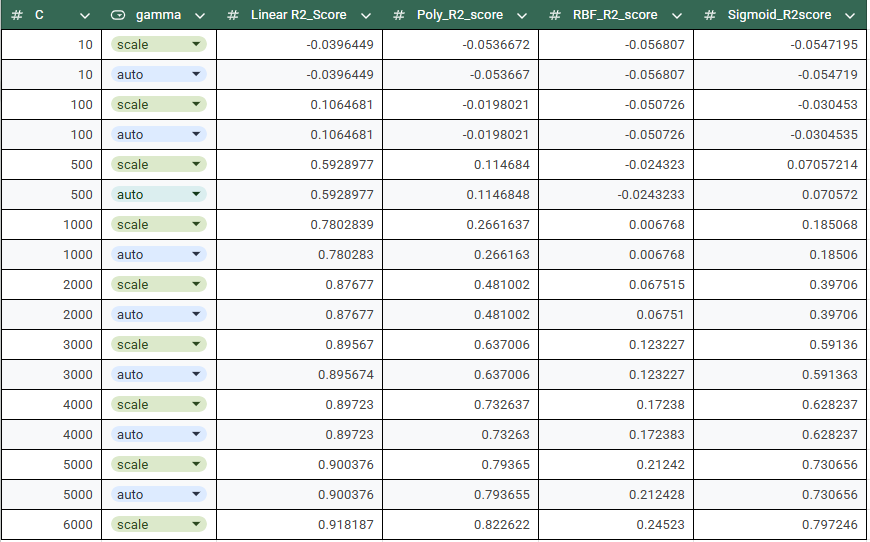 # C gamma # Linear R2_Score # Poly_R2_score # RBF_R2_score # Sigmoid_R2score
10 scale -0.0396449 -0.0536672 -0.056807 -0.0547195
10 auto -0.0396449 -0.053667 -0.056807 -0.054719
100 scale 0.1064681 -0.0198021 -0.050726 -0.030453
100 auto 0.1064681 -0.0198021 -0.050726 -0.0304535
500 scale 0.5928977 0.114684 -0.024323 0.07057214
500 auto 0.5928977 0.1146848 -0.0243233 0.070572
1000 scale 0.7802839 0.2661637 0.006768 0.185068
1000 auto 0.780283 0.266163 0.006768 0.18506
2000 scale 0.87677 0.481002 0.067515 0.39706
2000 auto 0.87677 0.481002 0.06751 0.39706
3000 scale 0.89567 0.637006 0.123227 0.59136
3000 auto 0.895674 0.637006 0.123227 0.591363
4000 scale 0.89723 0.732637 0.17238 0.628237
4000 auto 0.89723 0.73263 0.172383 0.628237
5000 scale 0.900376 0.79365 0.21242 0.730656
5000 auto 0.900376 0.793655 0.212428 0.730656
6000 scale 0.918187 0.822622 0.24523 0.797246